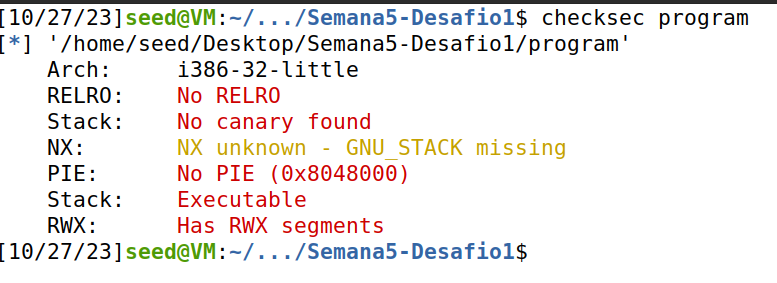 [10/27/23]seed@VM:~/.../Semana5-Desafio1$ checksec program
[*] '/home/seed/Desktop/Semana5-Desafio1/program'
    Arch:     i386-32-little
    RELRO:    No RELRO
    Stack:    No canary found
    NX:       NX unknown - GNU_STACK missing
    PIE:      No PIE (0x8048000)
    Stack:    Executable
    RWX:      Has RWX segments
[10/27/23]seed@VM:~/.../Semana5-Desafio1$